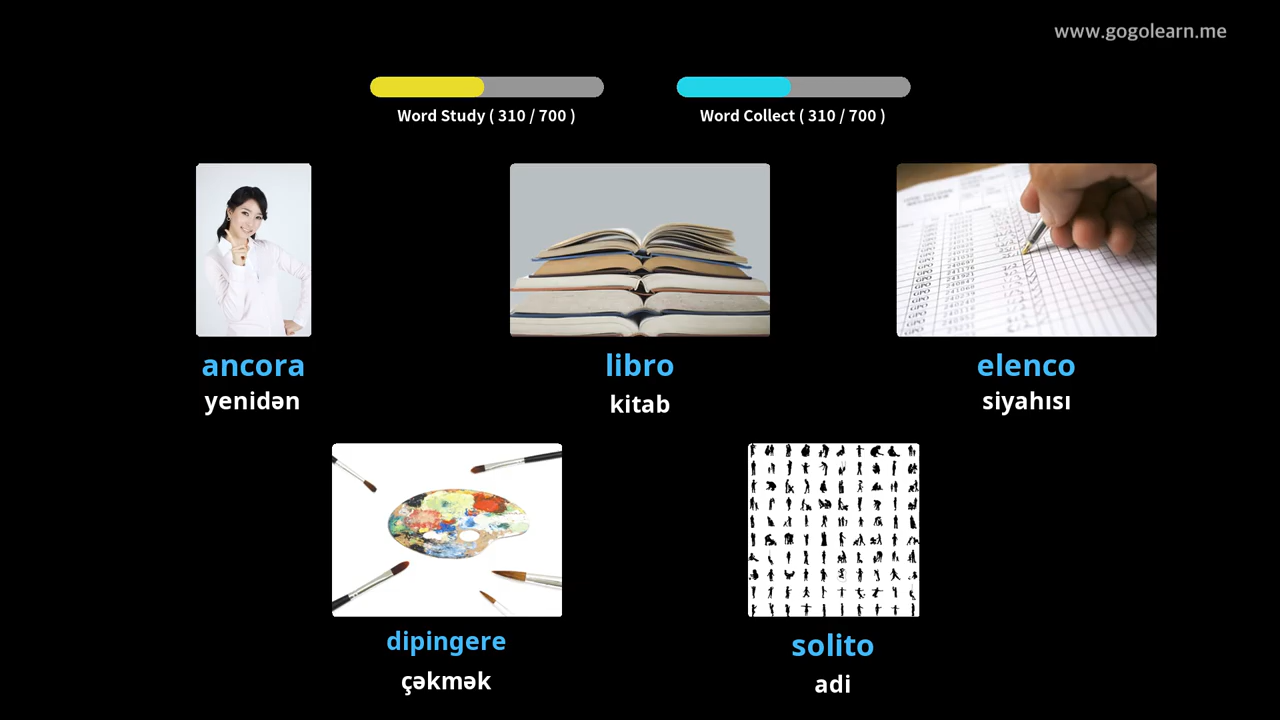 www.gogolearn.me
Word Study ( 310 / 700 )
Word Collect ( 310 / 700 )
ancora
yenidən
libro
kitab
elenco
siyahısı
dipingere
çəkmək
solito
adi